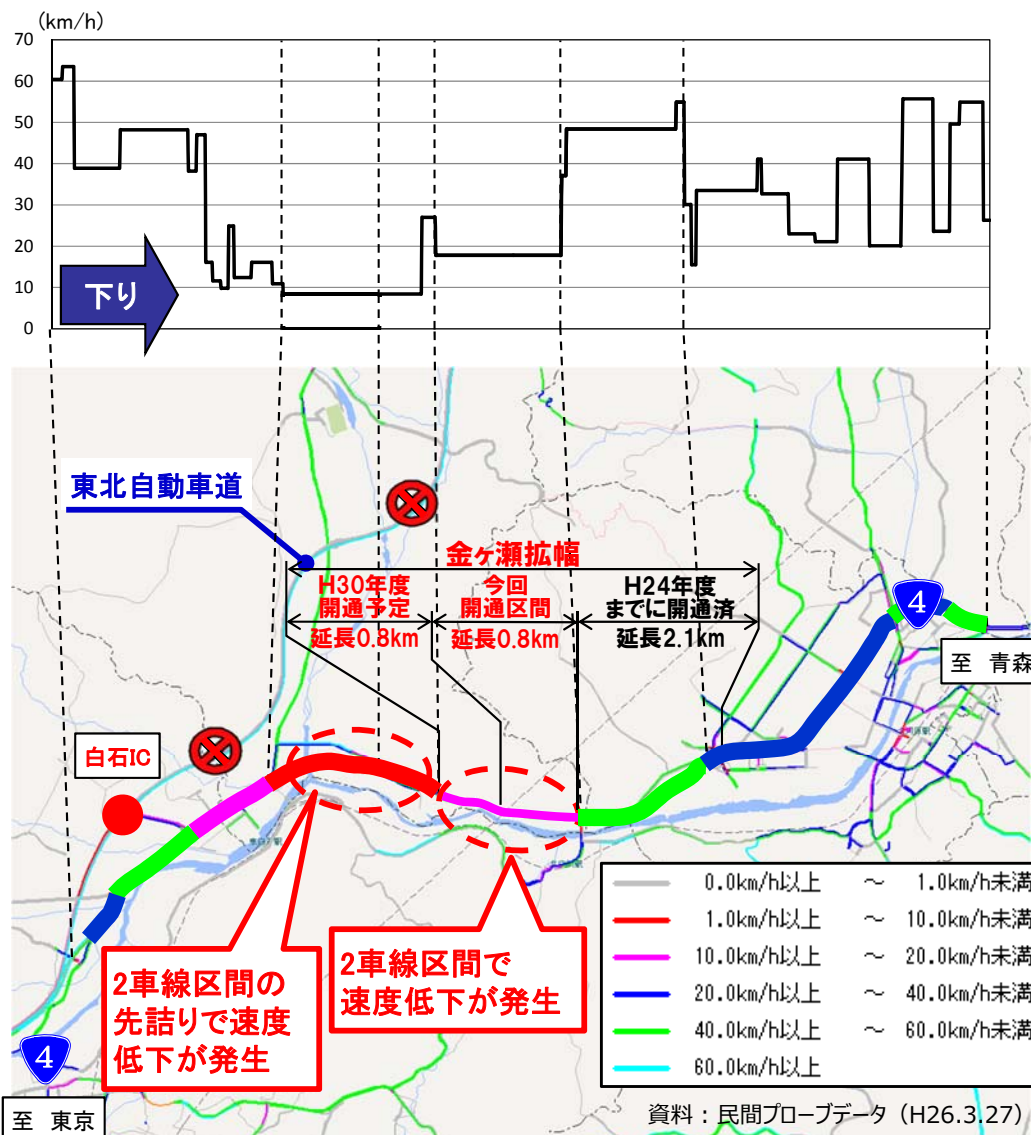 (km/h)
70
60
50
40
30
20
10
0
下り
東北自動車道
金ヶ瀬拡幅
H30年度
開通予定
延長0.8km
今回
開通区間
延長0.8km
H24年度
までに開通済
延長2.1km
4
至 青森
白石IC
2車線区間の
先詰りで速度
低下が発生
2車線区間で
速度低下が発生
4
至 東京
0.0km/h以上 ～ 1.0km/h未満
1.0km/h以上 ～ 10.0km/h未満
10.0km/h以上 ～ 20.0km/h未満
20.0km/h以上 ～ 40.0km/h未満
40.0km/h以上 ～ 60.0km/h未満
60.0km/h以上
資料：民間プローブデータ（H26.3.27）